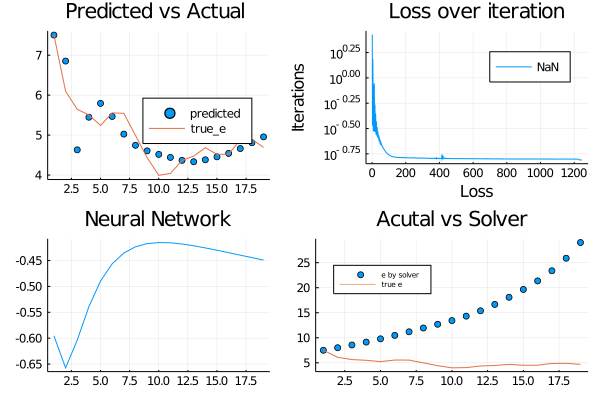 Predicted vs Actual
7
6
5
4
predicted
true_e
2.5 5.0 7.5 10.0 12.5 15.0 17.5
Loss over iteration
Iterations
10^0.25
10^0.00
10^-0.25
10^-0.50
10^-0.75
NaN
0 200 400 600 800 1000 1200
Loss
Neural Network
-0.45
-0.50
-0.55
-0.60
-0.65
2.5 5.0 7.5 10.0 12.5 15.0 17.5
Acutal vs Solver
25
20
15
10
5
e by solver
true e
2.5 5.0 7.5 10.0 12.5 15.0 17.5